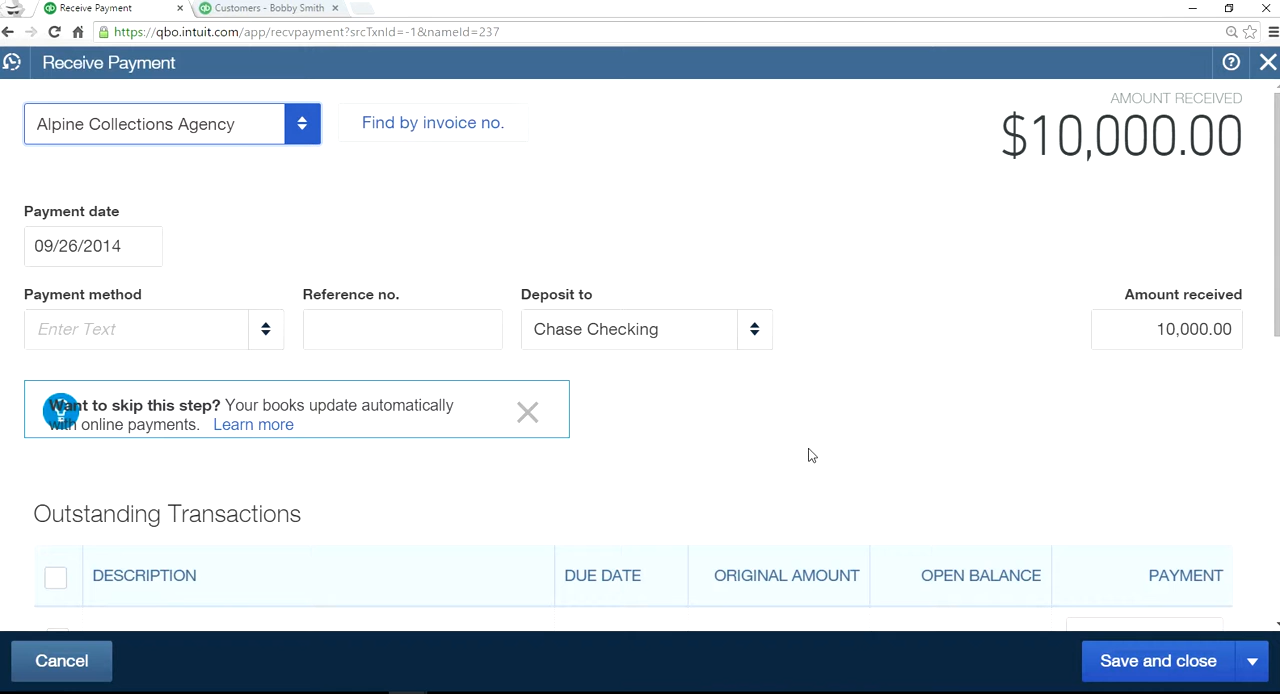 Receive Payment
Customers - Bobby Smith
https://qbo.intuit.com/app/recvpayment?srcTxnId=-1&nameId=237
Receive Payment
AMOUNT RECEIVED
Alpine Collections Agency
Find by invoice no.
$10,000.00
Payment date
09/26/2014
Payment method
Reference no.
Deposit to
Amount received
Enter Text
Chase Checking
10,000.00
Want to skip this step? Your books update automatically
with online payments. Learn more
Outstanding Transactions
DESCRIPTION
DUE DATE
ORIGINAL AMOUNT
OPEN BALANCE
PAYMENT
Cancel
Save and close